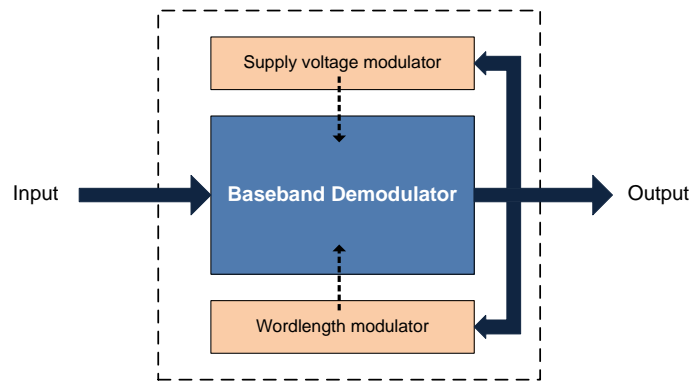 Supply voltage modulator
Input
Baseband Demodulator
Output
Wordlength modulator